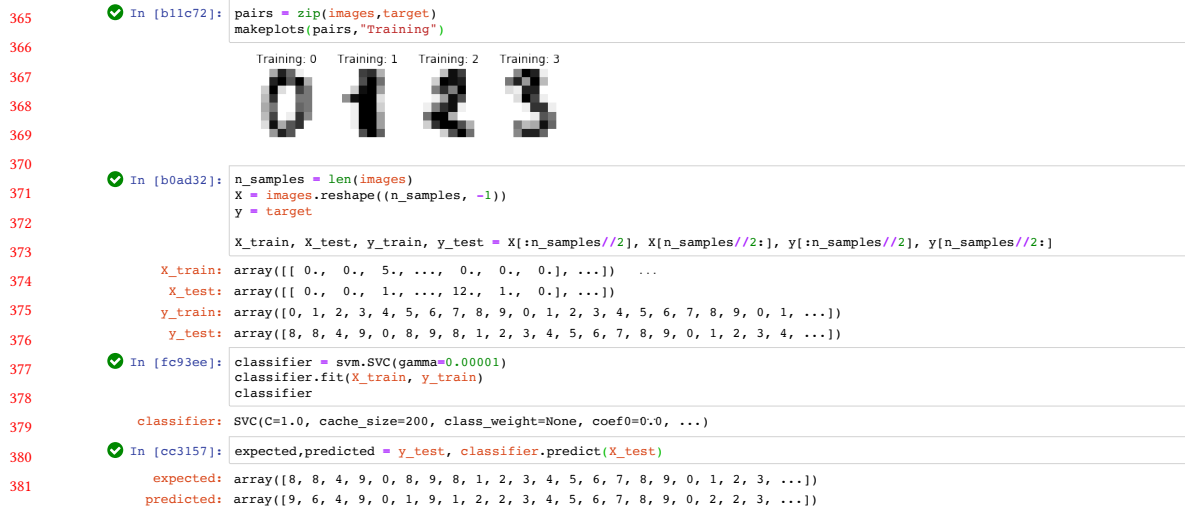 365
In [b11c72]: pairs = zip(images,target)
makeplots(pairs,"Training")
366
Training: 0 Training: 1 Training: 2 Training: 3
367
368
369
370
In [b0ad32]: n_samples = len(images)
371
X = images.reshape((n_samples, -1))
y = target
372
X_train, X_test, y_train, y_test = X[:n_samples//2], X[n_samples//2:], y[:n_samples//2], y[n_samples//2:]
373
X_train: array([[ 0., 0., 5., ..., 0., 0., 0.], ...]) ...
374
X_test: array([[ 0., 0., 1., ..., 12., 1., 0.], ...])
375
y_train: array([0, 1, 2, 3, 4, 5, 6, 7, 8, 9, 0, 1, 2, 3, 4, 5, 6, 7, 8, 9, 0, 1, ...])
376
y_test: array([8, 8, 4, 9, 0, 8, 9, 8, 1, 2, 3, 4, 5, 6, 7, 8, 9, 0, 1, 2, 3, 4, ...])
377
In [fc93ee]: classifier = svm.SVC(gamma=0.00001)
classifier.fit(X_train, y_train)
378
classifier
379
classifier: SVC(C=1.0, cache_size=200, class_weight=None, coef0=0.0, ...)
380
In [cc3157]: expected,predicted = y_test, classifier.predict(X_test)
381
expected: array([8, 8, 4, 9, 0, 8, 9, 8, 1, 2, 3, 4, 5, 6, 7, 8, 9, 0, 1, 2, 3, ...])
predicted: array([9, 6, 4, 9, 0, 1, 9, 1, 2, 2, 3, 4, 5, 6, 7, 8, 9, 0, 2, 2, 3, ...])